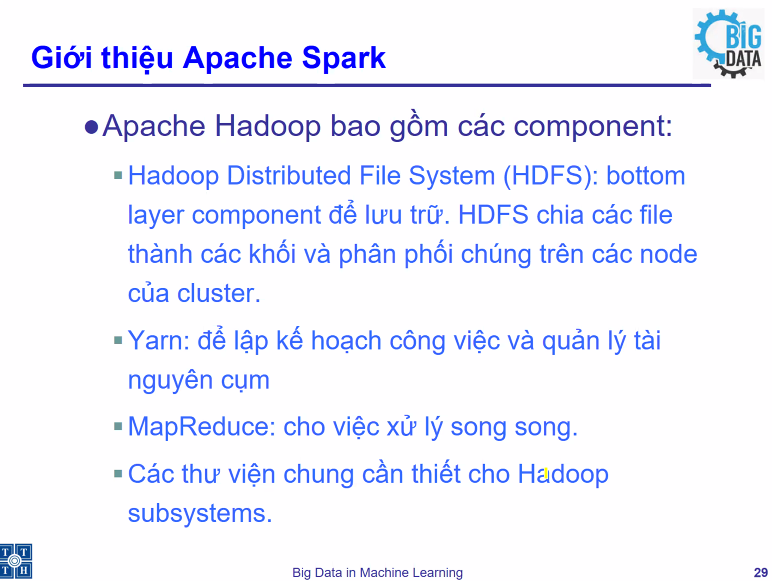 Giới thiệu Apache Spark
BIG
DATA
●Apache Hadoop bao gồm các component:
▪Hadoop Distributed File System (HDFS): bottom
layer component để lưu trữ. HDFS chia các file
thành các khối và phân phối chúng trên các node
của cluster.
▪Yarn: để lập kế hoạch công việc và quản lý tài
nguyên cụm
▪MapReduce: cho việc xử lý song song.
▪Các thư viện chung cần thiết cho Hadoop
subsystems.
T T
T H
Big Data in Machine Learning
29